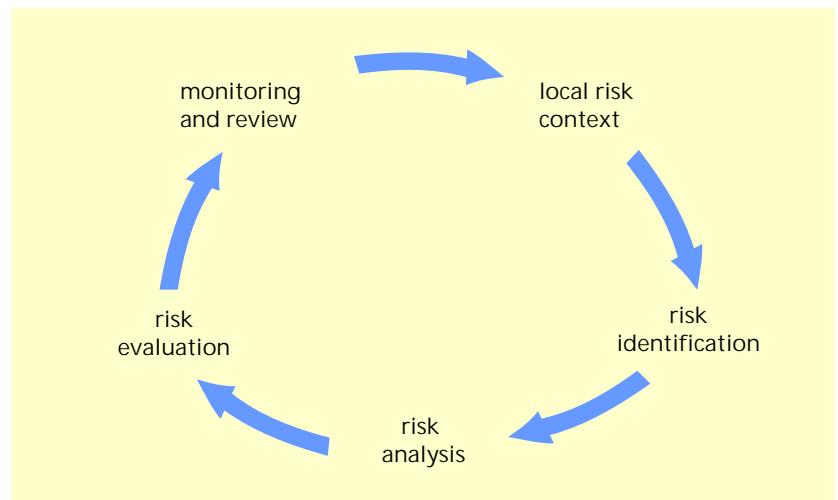 monitoring
and review
local risk
context
risk
identification
risk
analysis
risk
evaluation